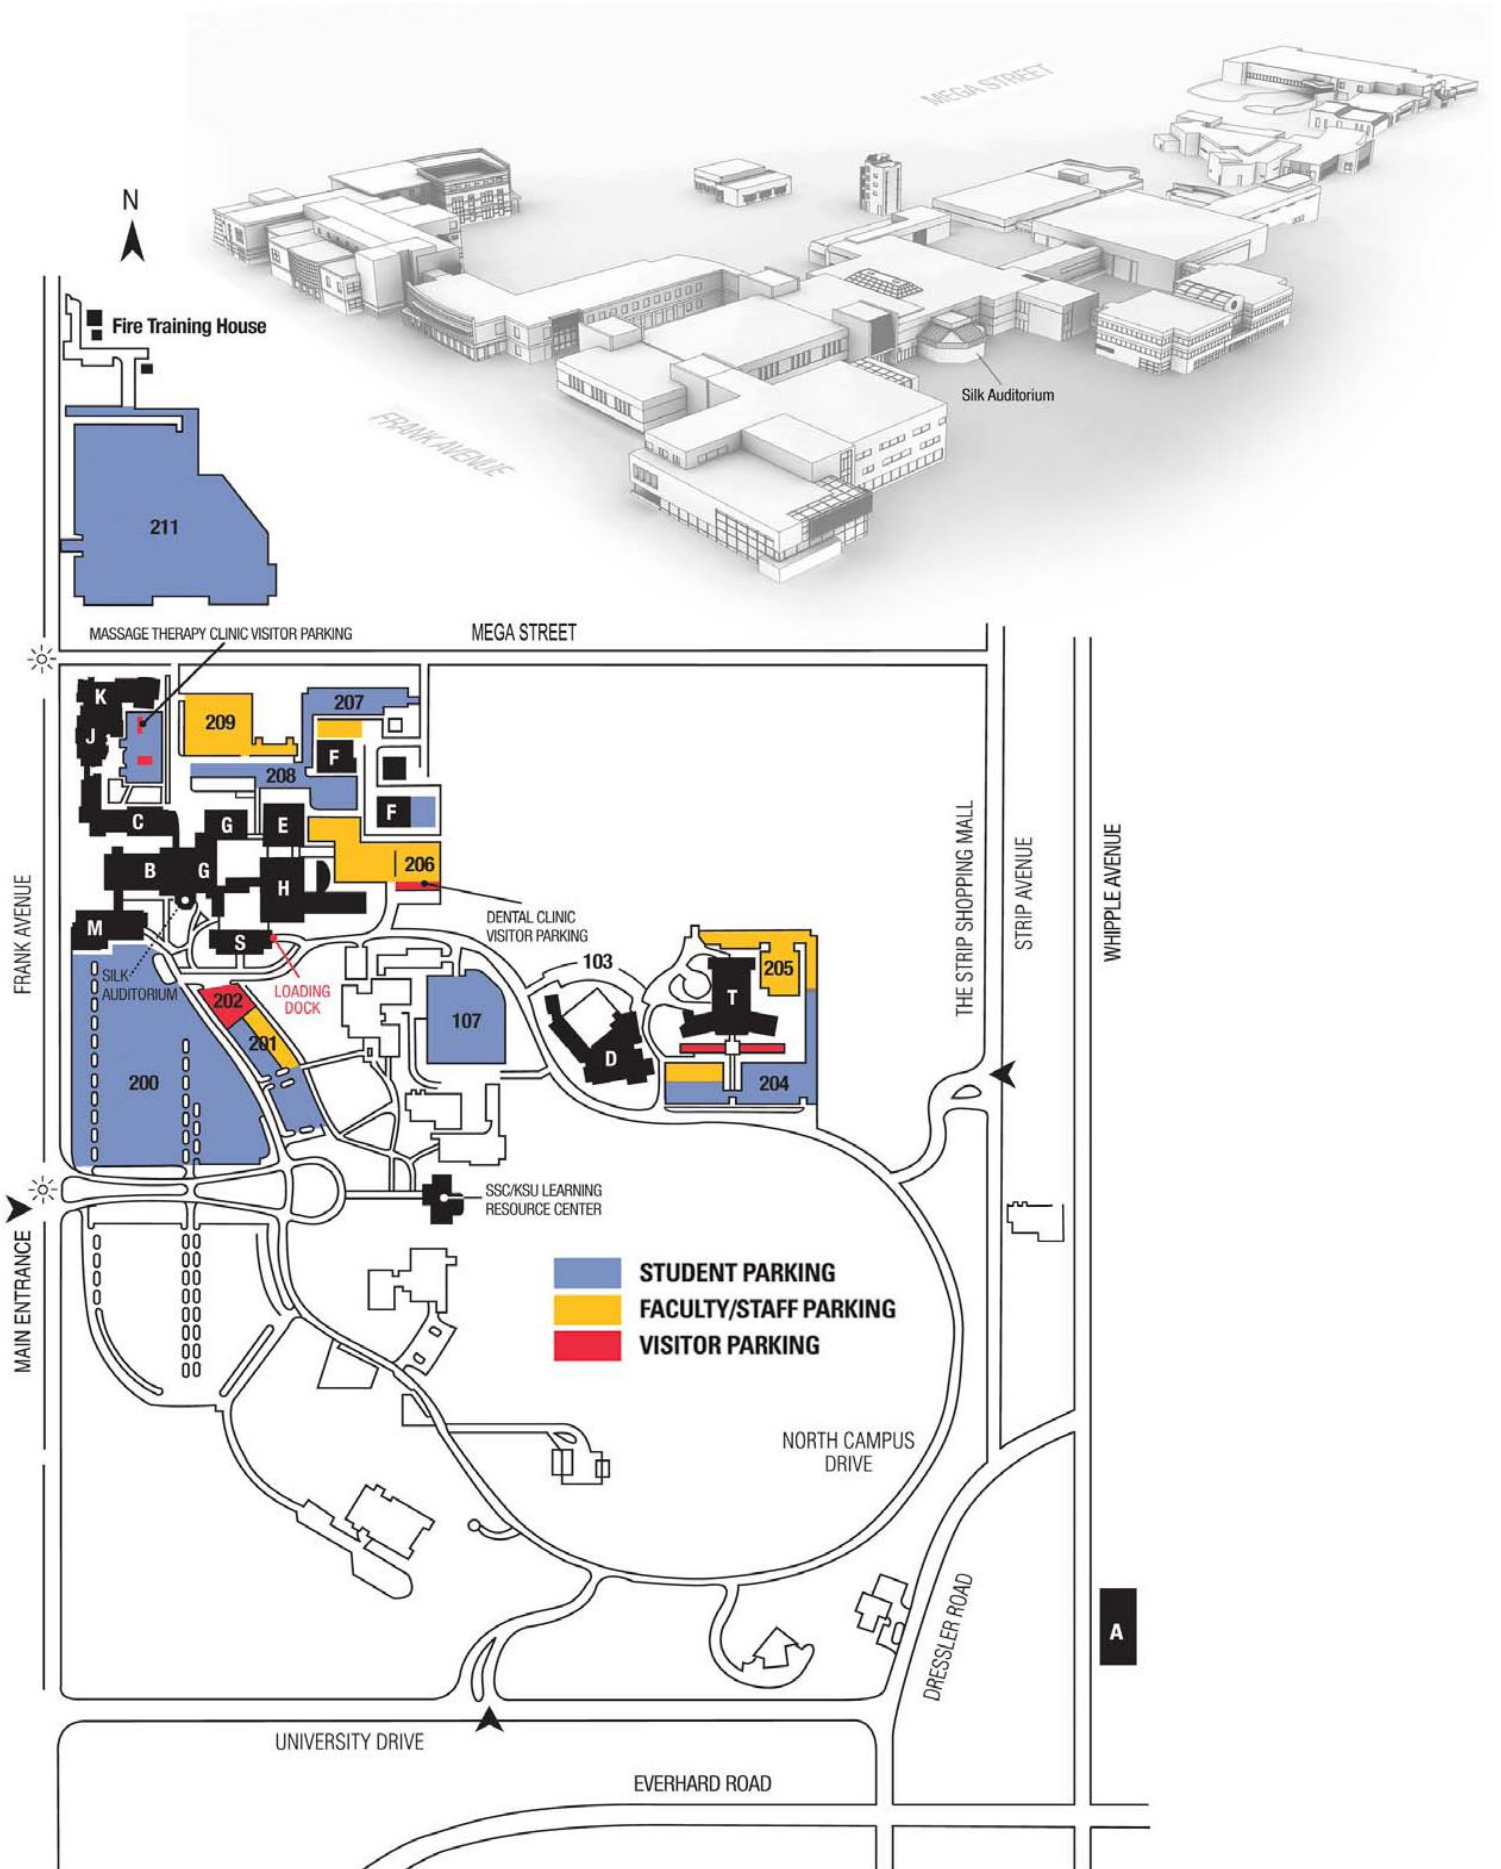 MEGA STREET
N
Fire Training House
Silk Auditorium
FRANK AVENUE
211
MASSAGE THERAPY CLINIC VISITOR PARKING
MEGA STREET
K
207
209
J
F
208
F
C
G
E
206
B
G
H
M
S
DENTAL CLINIC
VISITOR PARKING
FRANK AVENUE
SILK
AUDITORIUM
202
LOADING
DOCK
201
107
103
205
T
D
204
200
THE STRIP SHOPPING MALL
STRIP AVENUE
WHIPPLE AVENUE
SSC/KSU LEARNING
RESOURCE CENTER
MAIN ENTRANCE
STUDENT PARKING
FACULTY/STAFF PARKING
VISITOR PARKING
NORTH CAMPUS
DRIVE
DRESSLER ROAD
A
UNIVERSITY DRIVE
EVERHARD ROAD